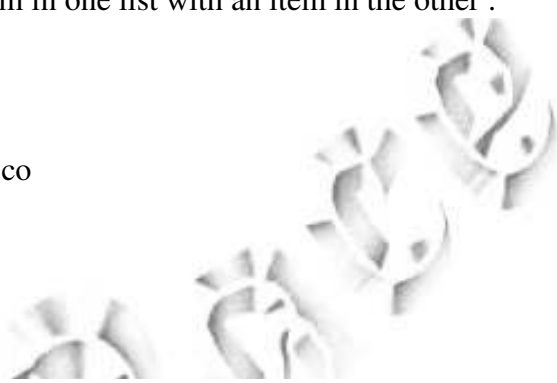 in one list with an item in the other .
co